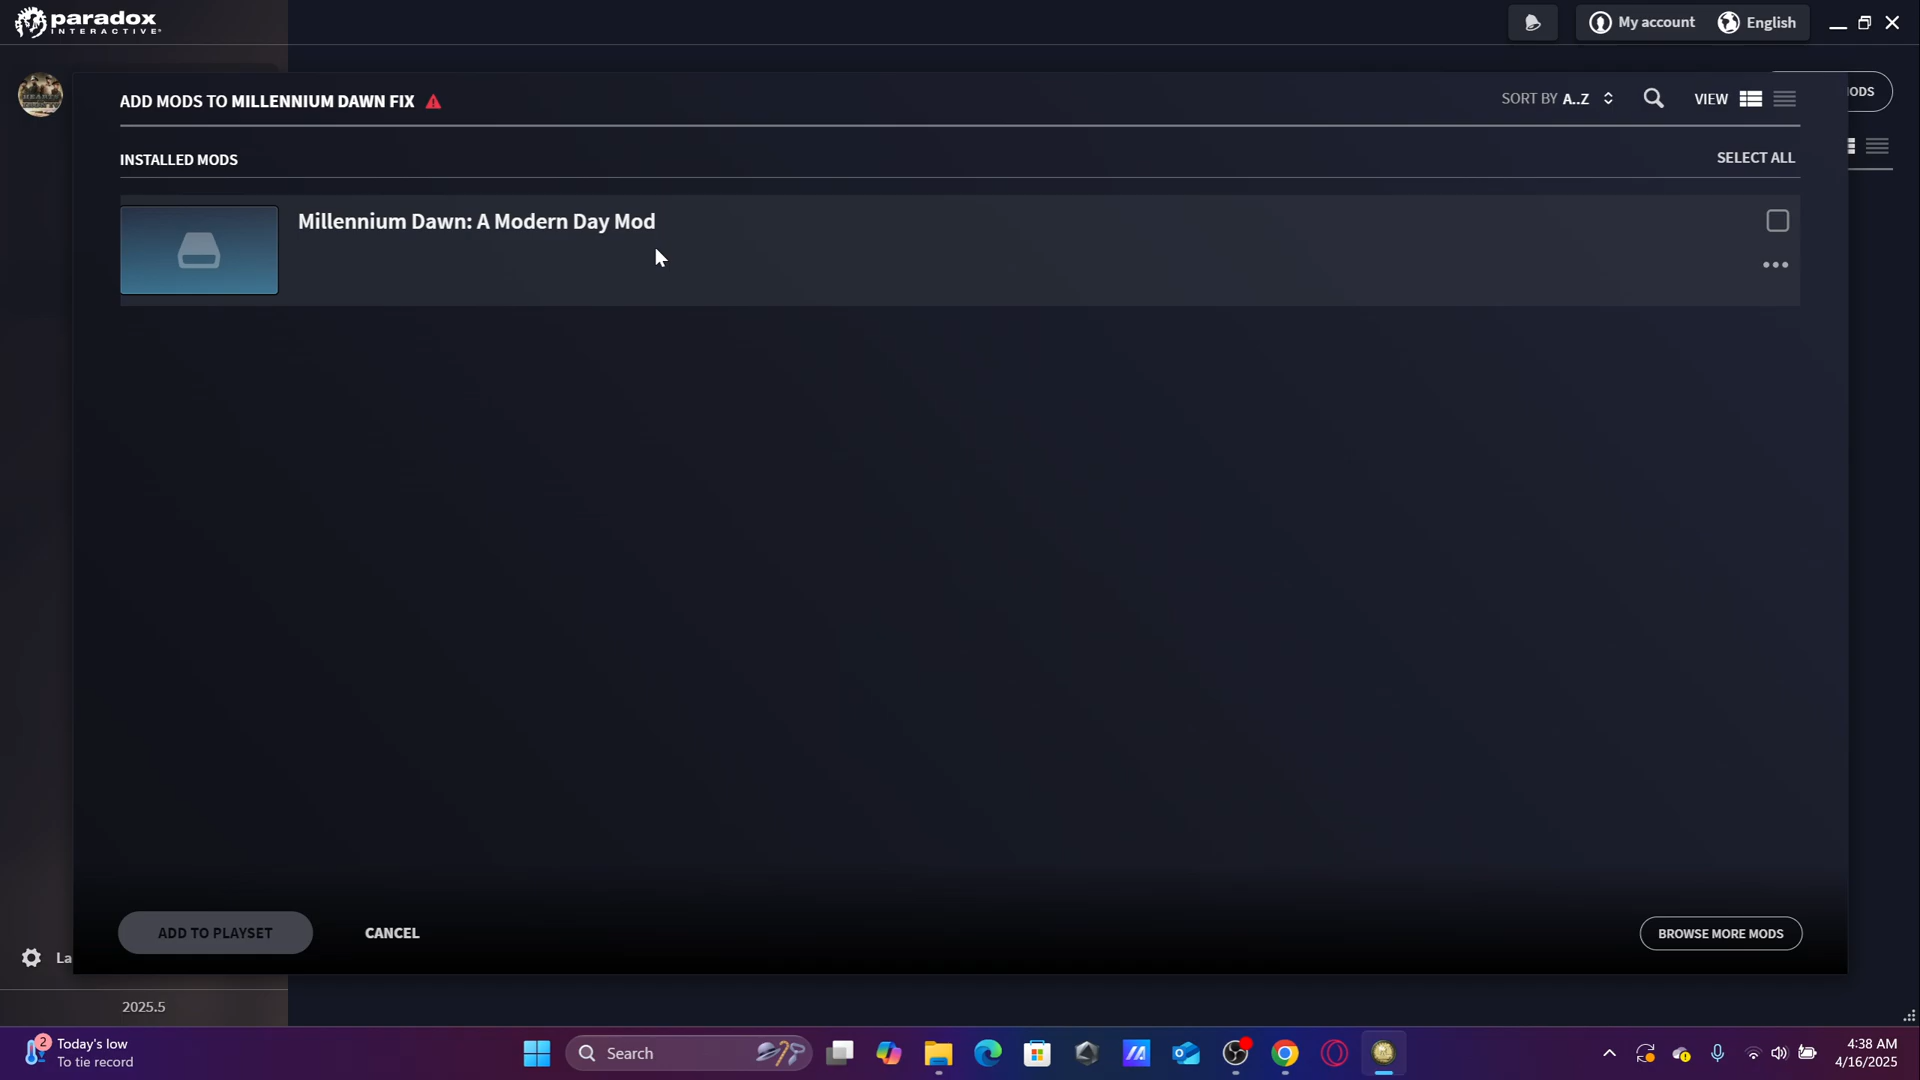 paradox
INTERACTIVE
My account
English
ODS
ADD MODS TO MILLENNIUM DAWN FIX
SORT BY A..Z
VIEW
INSTALLED MODS
SELECT ALL
Millennium Dawn: A Modern Day Mod
ADD TO PLAYSET
CANCEL
BROWSE MORE MODS
La
2025.5
2
Today's low
To tie record
Search
4:38 AM
4/16/2025